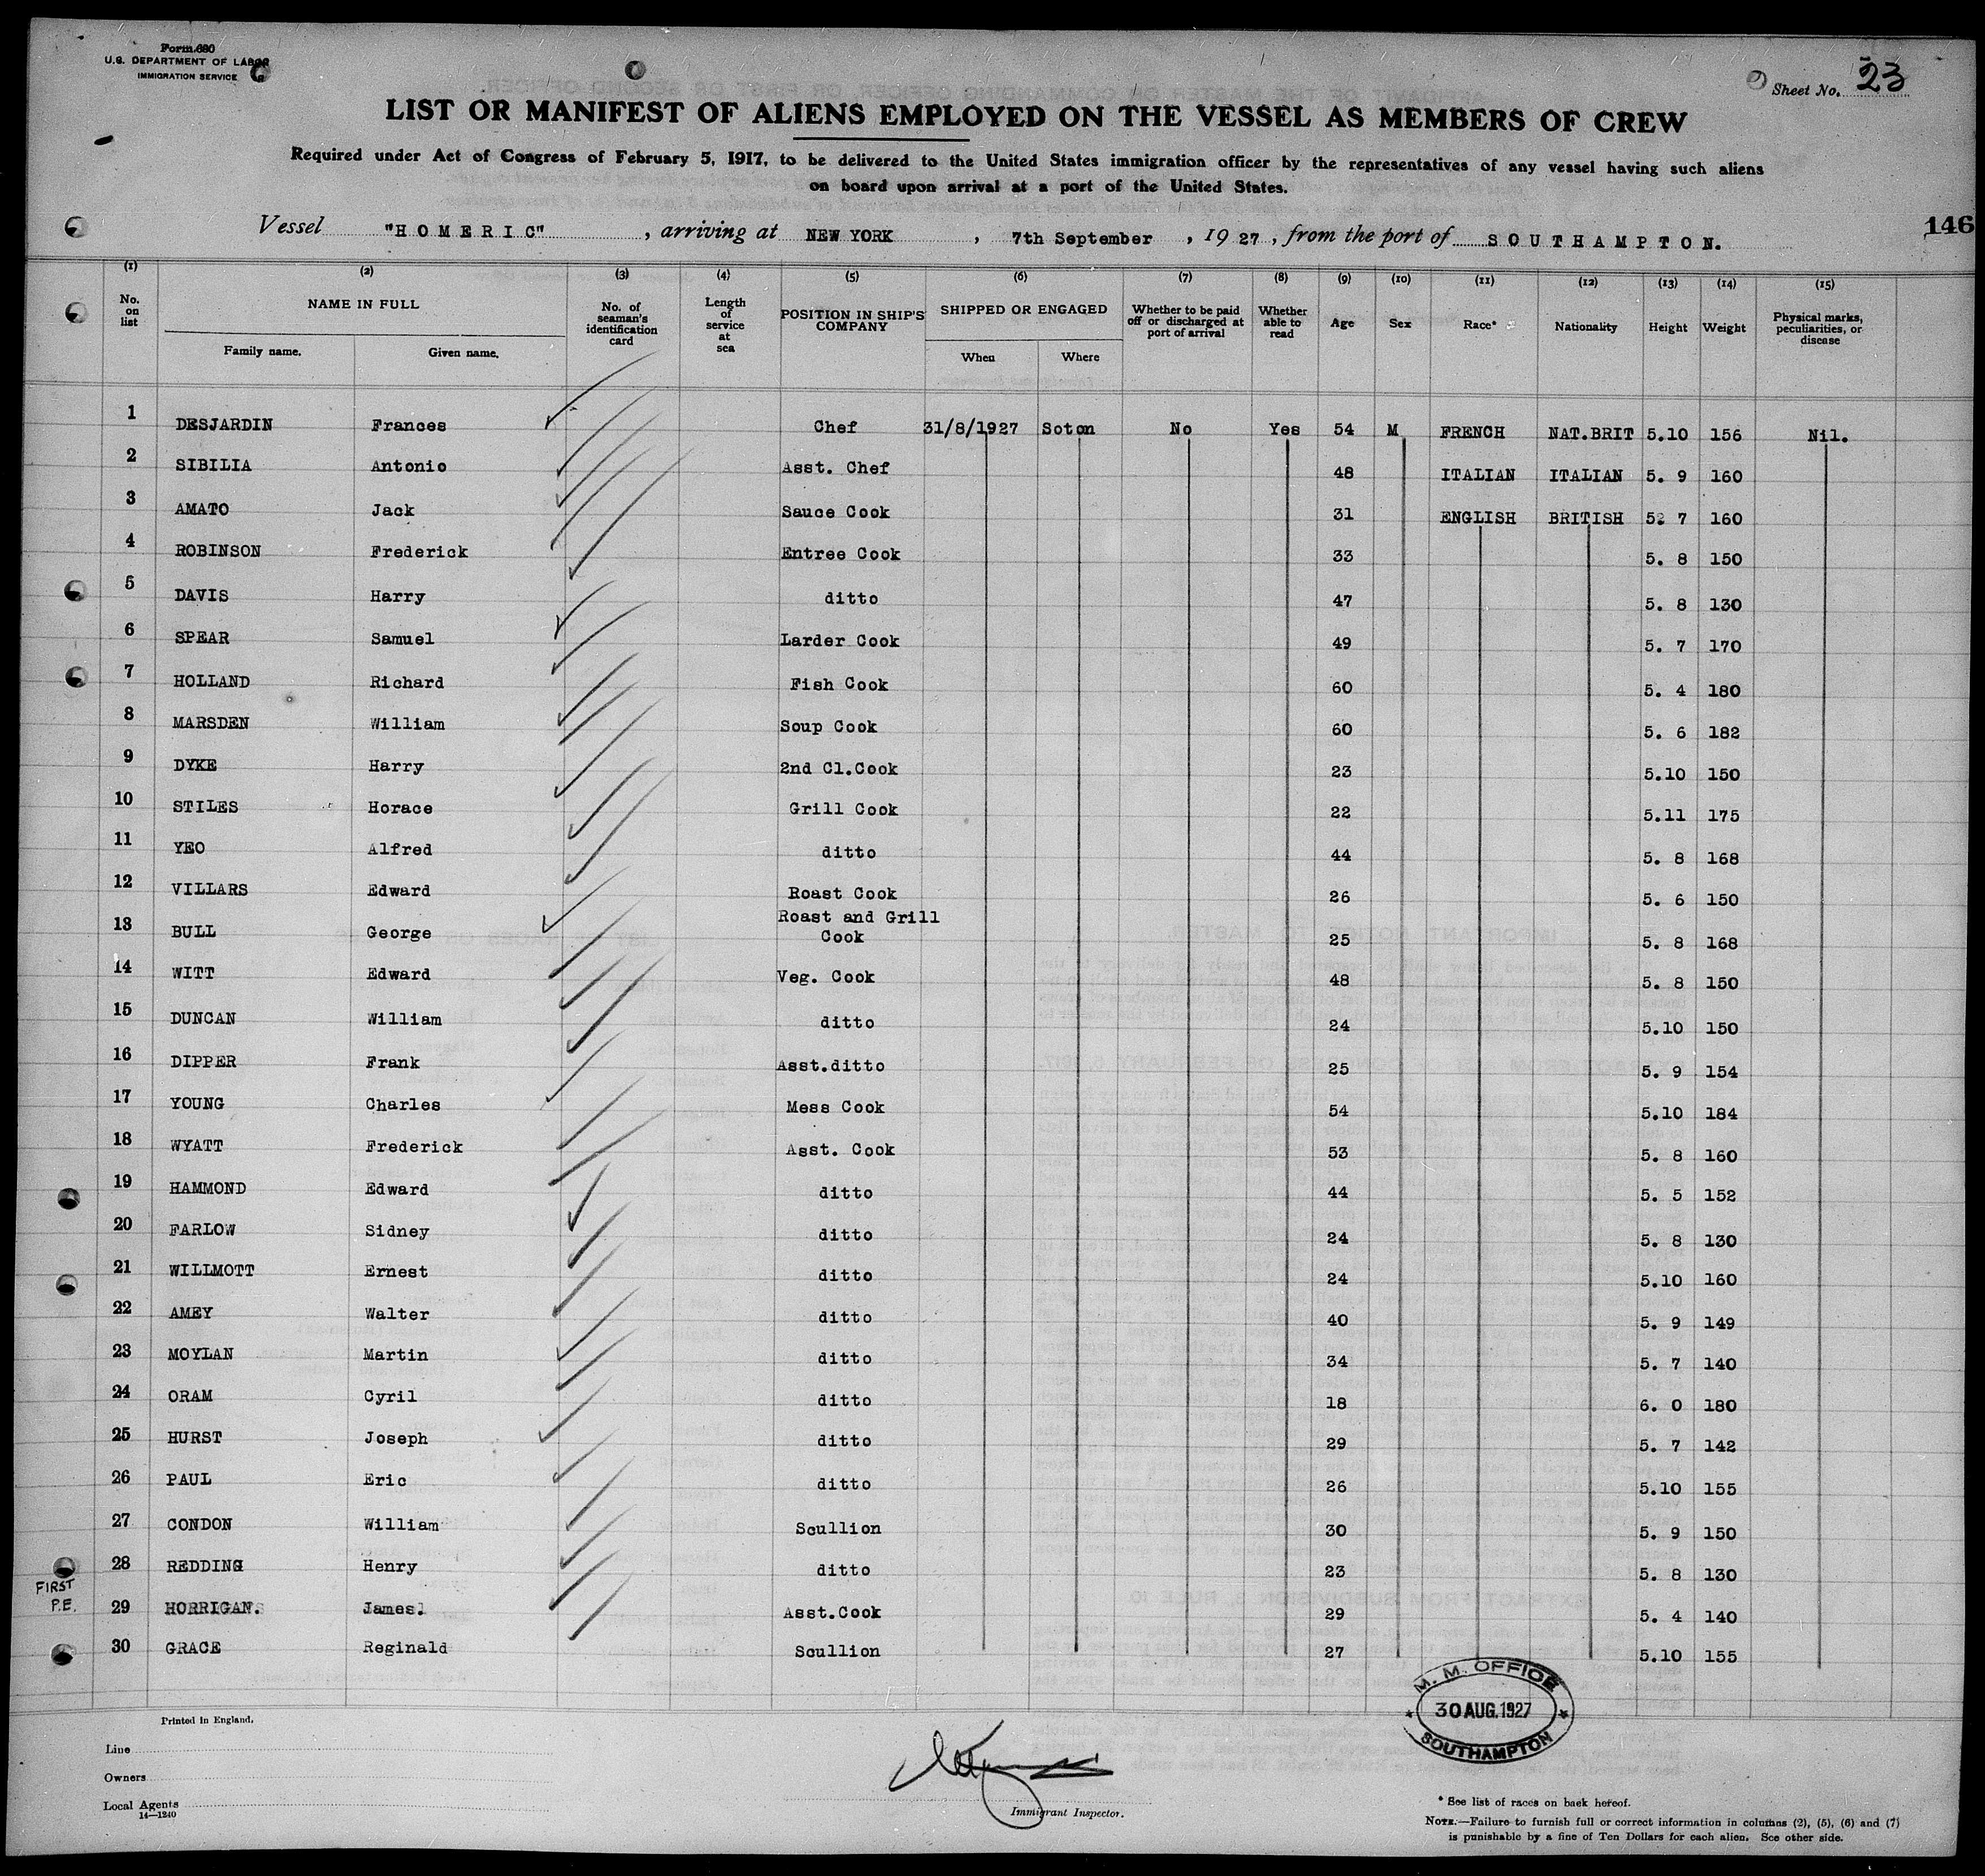 Form 680
U.S. DEPARTMENT OF LABOR
IMMIGRATION SERVICE
Sheet No. 23
LIST OR MANIFEST OF ALIENS EMPLOYED ON THE VESSEL AS MEMBERS OF CREW
Required under Act of Congress of February 5, 1917, to be delivered to the United States immigration officer by the representatives of any vessel having such aliens
on board upon arrival at a port of the United States.
146
Vessel "HOMERIC", arriving at NEW YORK, 7th September, 1927, from the port of SOUTHAMPTON.
(1) (2) (3) (4) (5) (6) (7) (8) (9) (10) (11) (12) (13) (14) (15)
No. on list NAME IN FULL Family name. Given name. No. of seaman's identification card Length of service at sea POSITION IN SHIP'S COMPANY SHIPPED OR ENGAGED When Where Whether to be paid off or discharged at port of arrival Whether able to read Age Sex Race* Nationality Height Weight Physical marks, peculiarities, or disease
1 DESJARDIN Frances Chef 31/8/1927 Soton No Yes 54 M FRENCH NAT.BRIT 5.10 156 Nil.
2 SIBILIA Antonio Asst. Chef 48 ITALIAN ITALIAN 5. 9 160
3 AMATO Jack Sauce Cook 31 ENGLISH BRITISH 5. 7 160
4 ROBINSON Frederick Entree Cook 33 5. 8 150
5 DAVIS Harry ditto 47 5. 8 130
6 SPEAR Samuel Larder Cook 49 5. 7 170
7 HOLLAND Richard Fish Cook 60 5. 4 180
8 MARSDEN William Soup Cook 60 5. 6 182
9 DYKE Harry 2nd Cl.Cook 23 5.10 150
10 STILES Horace Grill Cook 22 5.11 175
11 YEO Alfred ditto 44 5. 8 168
12 VILLARS Edward Roast Cook 26 5. 6 150
13 BULL George Roast and Grill Cook 25 5. 8 168
14 WITT Edward Veg. Cook 48 5. 8 150
15 DUNCAN William ditto 24 5.10 150
16 DIPPER Frank Asst.ditto 25 5. 9 154
17 YOUNG Charles Mess Cook 54 5.10 184
18 WYATT Frederick Asst. Cook 53 5. 8 160
19 HAMMOND Edward ditto 44 5. 5 152
20 FARLOW Sidney ditto 24 5. 8 130
21 WILLMOTT Ernest ditto 24 5.10 160
22 AMEY Walter ditto 40 5. 9 149
23 MOYLAN Martin ditto 34 5. 7 140
24 ORAM Cyril ditto 18 6. 0 180
25 HURST Joseph ditto 29 5. 7 142
26 PAUL Eric ditto 26 5.10 155
27 CONDON William Scullion 30 5. 9 150
28 REDDING Henry ditto 23 5. 8 130
FIRST P.E.
29 HORRIGAN. James. Asst.Cook 29 5. 4 140
30 GRACE Reginald Scullion 27 5.10 155
M. M. OFFICE
30 AUG. 1927
SOUTHAMPTON
Printed in England.
Line
Owners
Local Agents
14—1240
Immigrant Inspector.
* See list of races on back hereof.
NOTE.—Failure to furnish full or correct information in columns (2), (5), (6) and (7)
is punishable by a fine of Ten Dollars for each alien. See other side.